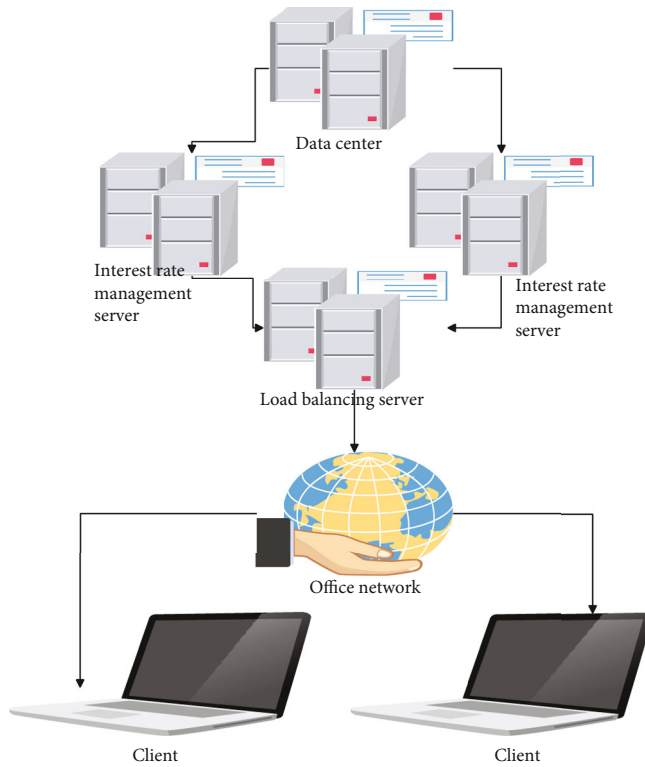 Data center
Interest rate
management
server
Interest rate
management
server
Load balancing server
Office network
Client
Client